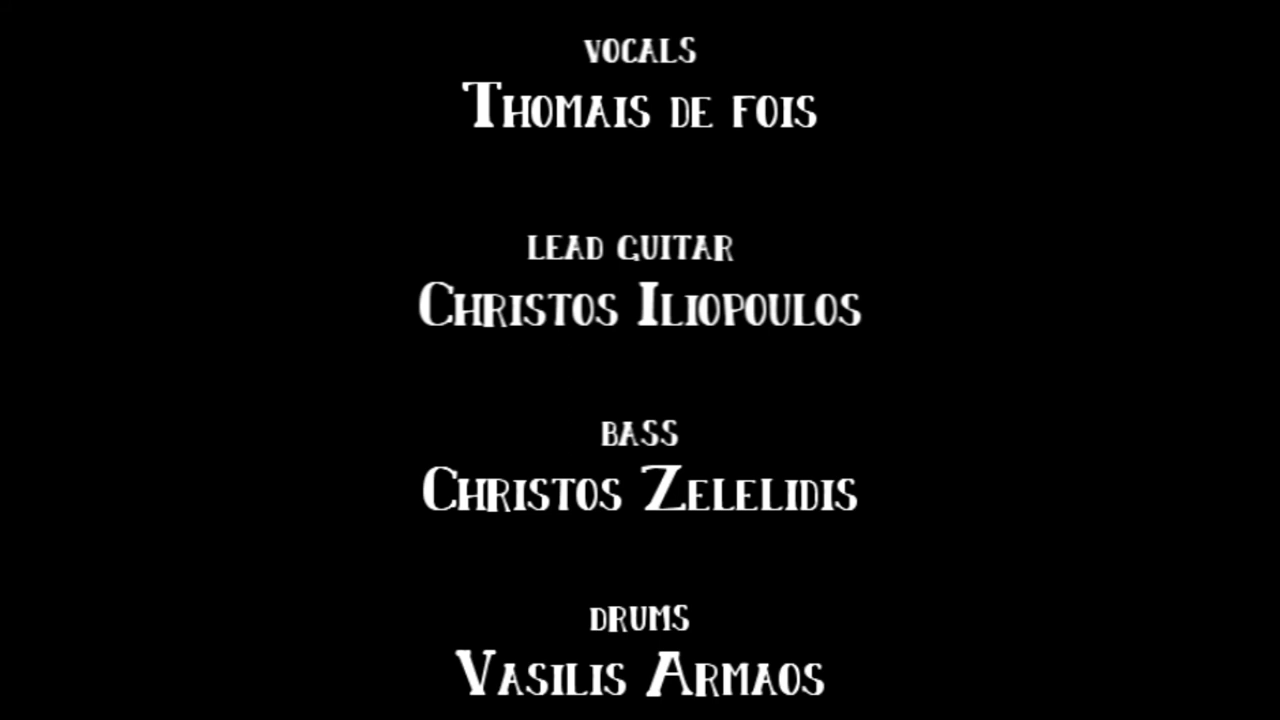 VOCALS
THOMAIS DE FOIS
LEAD GUITAR
CHRISTOS ILIOPOULOS
BASS
CHRISTOS ZELELIDIS
DRUMS
VASILIS ARMAOS